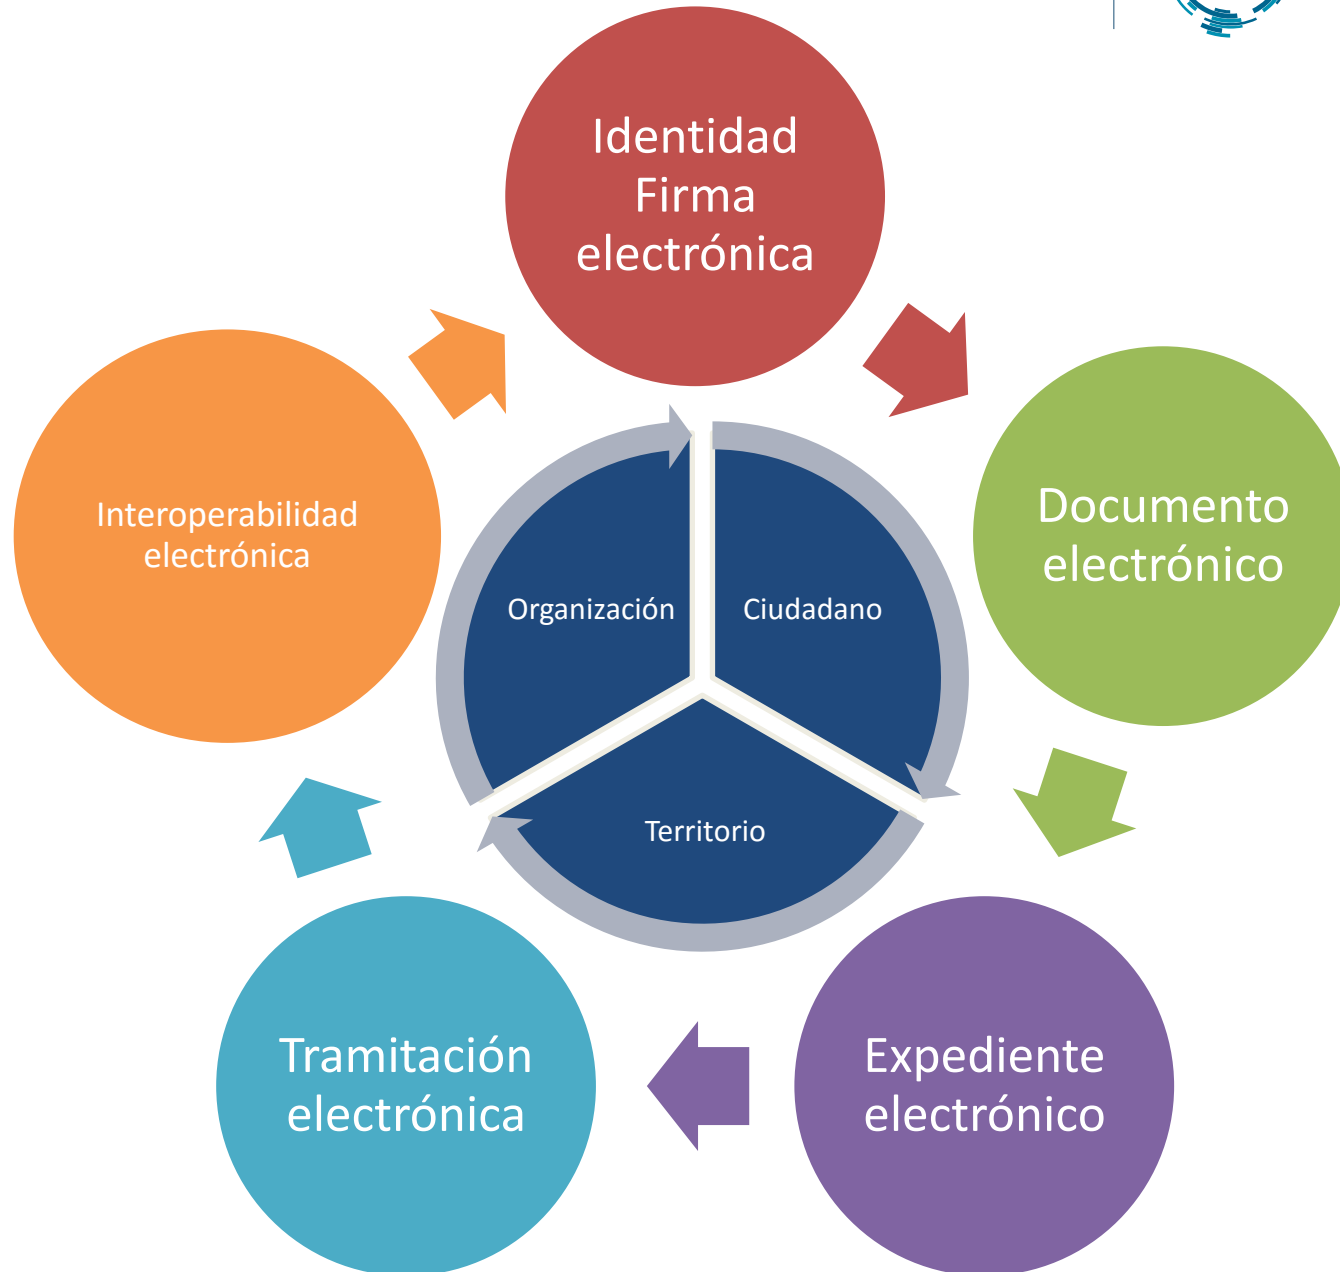 Identidad
Firma
electrónica
Documento
electrónico
Expediente
electrónico
Tramitación
electrónica
Interoperabilidad
electrónica
Organización
Ciudadano
Territorio